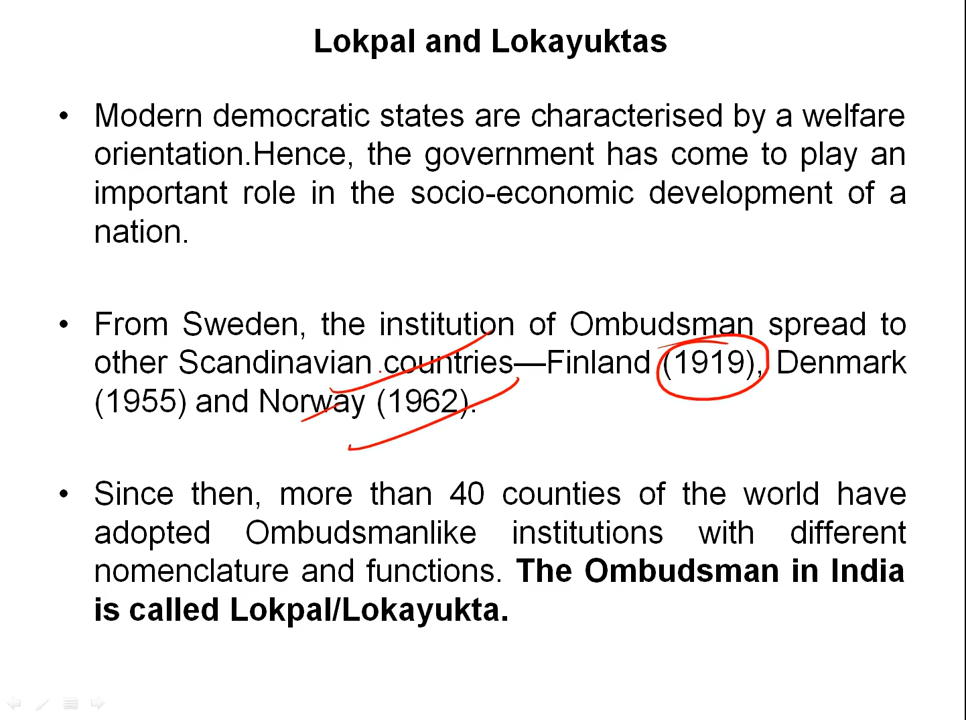 Lokpal and Lokayuktas
• Modern democratic states are characterised by a welfare
orientation.Hence, the government has come to play an
important role in the socio-economic development of a
nation.
• From Sweden, the institution of Ombudsman spread to
other Scandinavian countries—Finland (1919), Denmark
(1955) and Norway (1962).
• Since then, more than 40 counties of the world have
adopted Ombudsmanlike institutions with different
nomenclature and functions. The Ombudsman in India
is called Lokpal/Lokayukta.